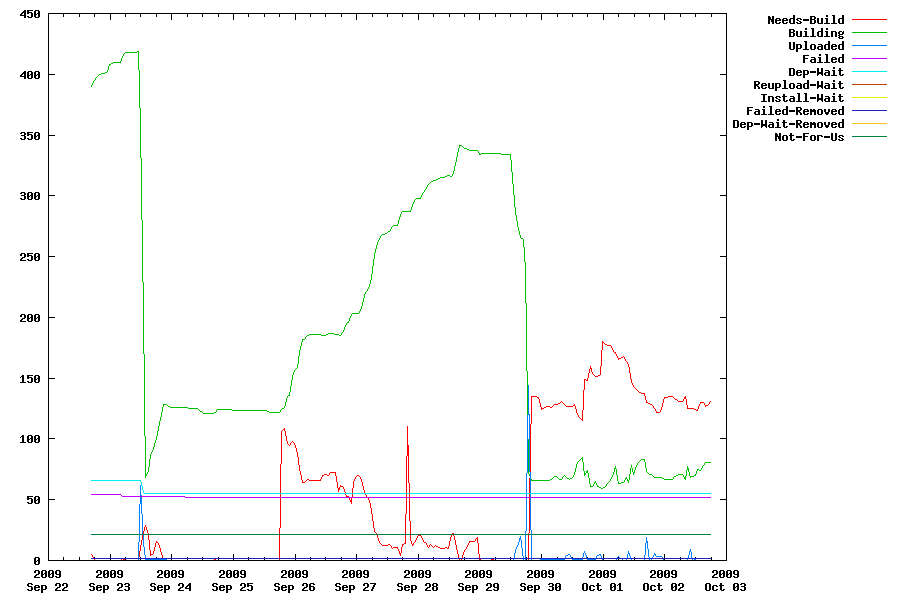 450
400
350
300
250
200
150
100
50
0
2009 2009 2009 2009 2009 2009 2009 2009 2009 2009 2009 2009
Sep 22 Sep 23 Sep 24 Sep 25 Sep 26 Sep 27 Sep 28 Sep 29 Sep 30 Oct 01 Oct 02 Oct 03
Needs-Build
Building
Uploaded
Failed
Dep-Wait
Reupload-Wait
Install-Wait
Failed-Removed
Dep-Wait-Removed
Not-For-Us